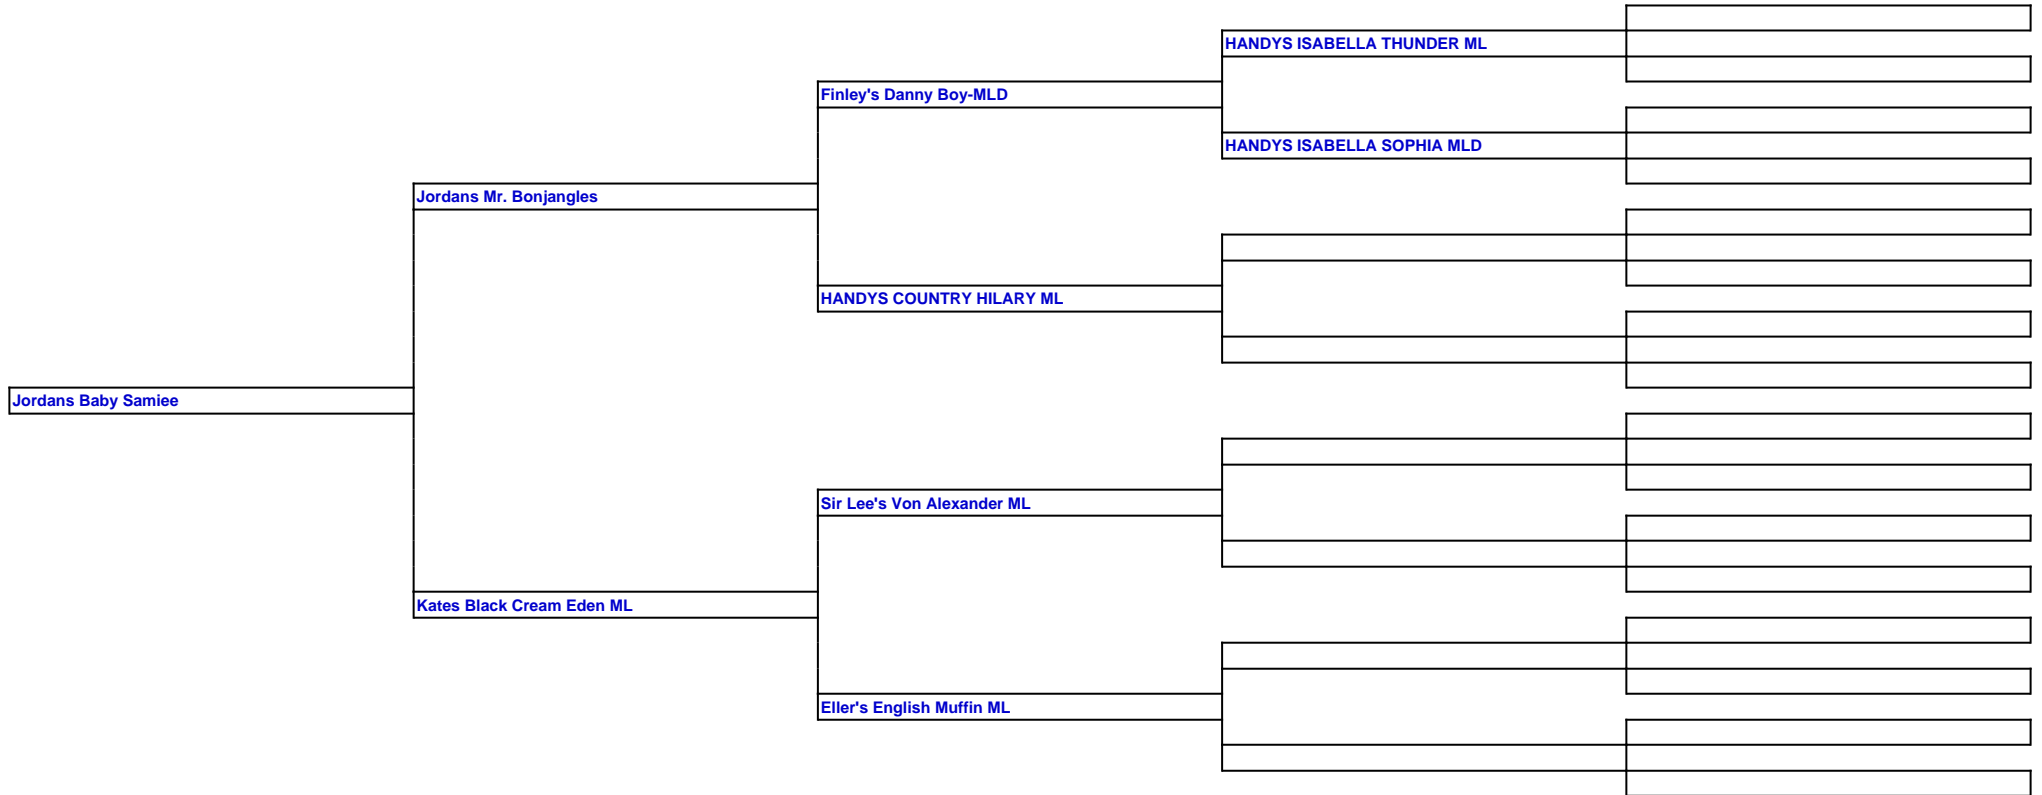 HANDYS ISABELLA THUNDER ML
Finley's Danny Boy-MLD
HANDYS ISABELLA SOPHIA MLD
Jordans Mr. Bonjangles
HANDYS COUNTRY HILARY ML
Jordans Baby Samiee
Sir Lee's Von Alexander ML
Kates Black Cream Eden ML
Eller's English Muffin ML